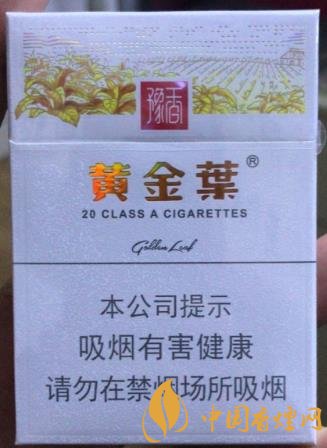 豫香
黄金葉®
20 CLASS A CIGARETTES
Golden Leaf
本公司提示
吸烟有害健康
请勿在禁烟场所吸烟
中国香烟网